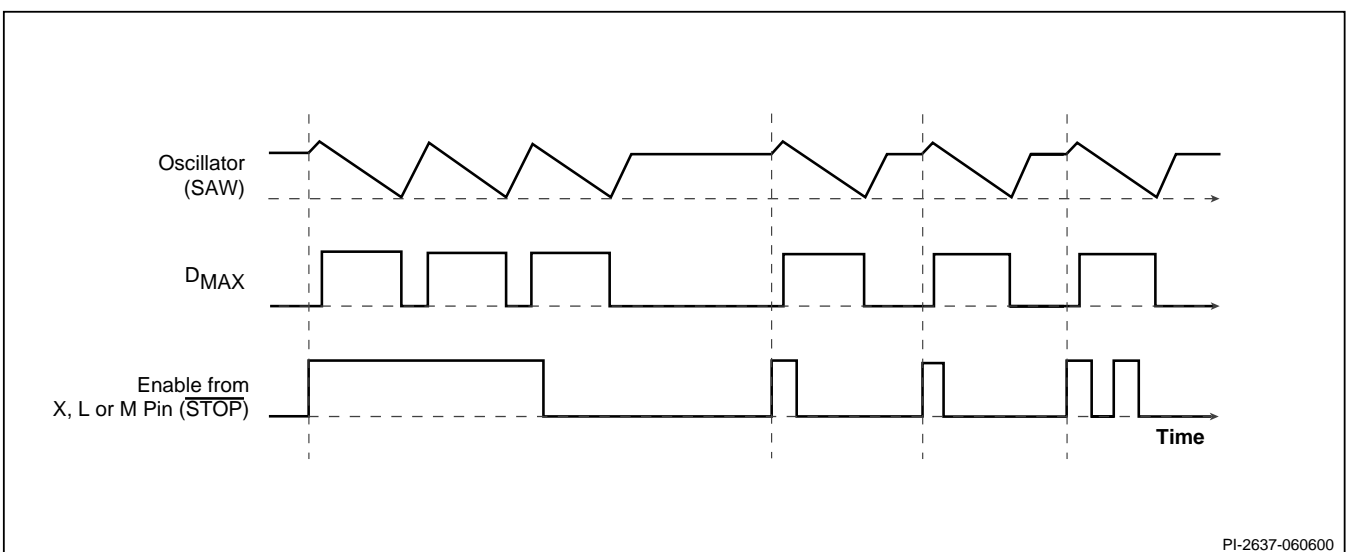 Oscillator
(SAW)
DMAX
Enable from
X, L or M Pin (STOP)
Time
PI-2637-060600